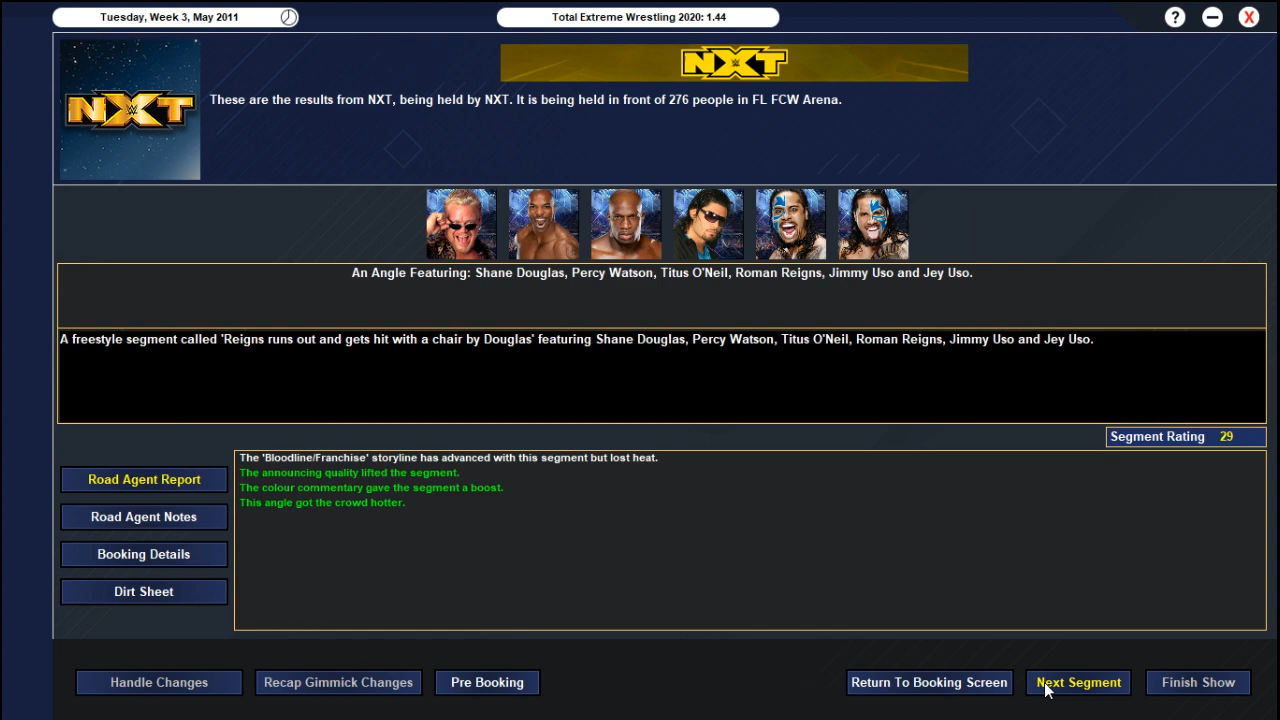 Tuesday, Week 3, May 2011
Total Extreme Wrestling 2020: 1.44
? X
NXT
NXT
These are the results from NXT, being held by NXT. It is being held in front of 276 people in FL FCW Arena.
An Angle Featuring: Shane Douglas, Percy Watson, Titus O'Neil, Roman Reigns, Jimmy Uso and Jey Uso.
A freestyle segment called 'Reigns runs out and gets hit with a chair by Douglas' featuring Shane Douglas, Percy Watson, Titus O'Neil, Roman Reigns, Jimmy Uso and Jey Uso.
Segment Rating 29
The 'Bloodline/Franchise' storyline has advanced with this segment but lost heat.
The announcing quality lifted the segment.
The colour commentary gave the segment a boost.
This angle got the crowd hotter.
Road Agent Report
Road Agent Notes
Booking Details
Dirt Sheet
Handle Changes
Recap Gimmick Changes
Pre Booking
Return To Booking Screen
Next Segment
Finish Show